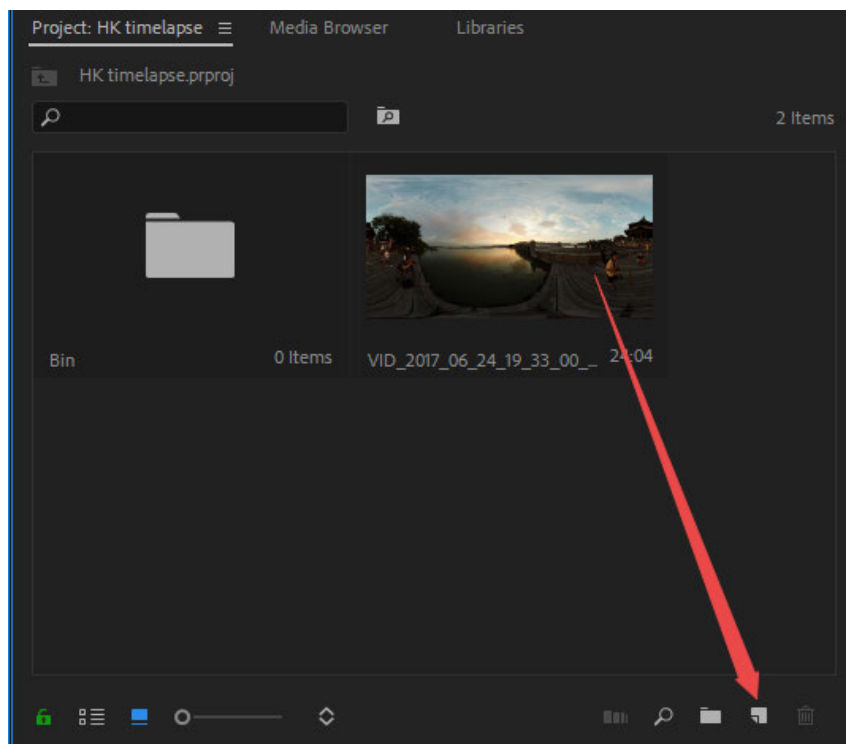 Project: HK timelapse Media Browser Libraries
HK timelapse.prproj
2 Items
Bin 0 Items VID_2017_06_24_19_33_00_... 24:04